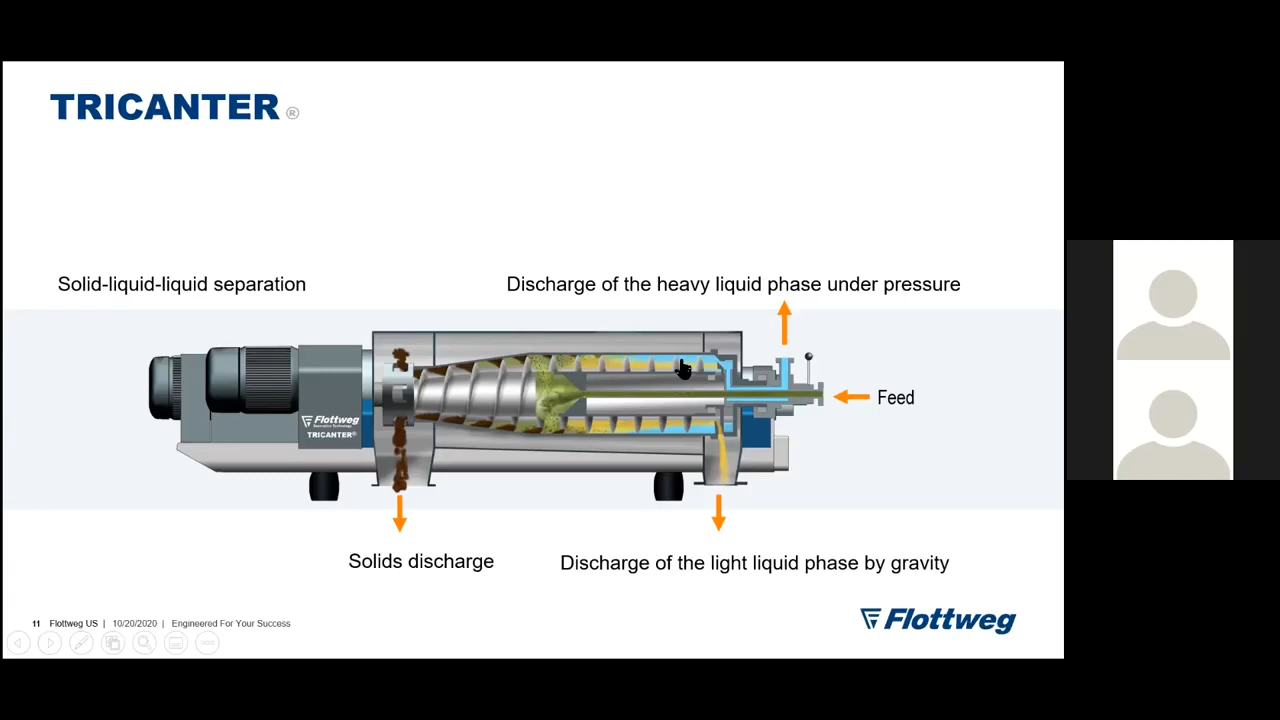 TRICANTER ®
Solid-liquid-liquid separation
Discharge of the heavy liquid phase under pressure
Feed
Flottweg
TRICANTER®
Solids discharge
Discharge of the light liquid phase by gravity
11 Flottweg US | 10/20/2020 | Engineered For Your Success
Flottweg